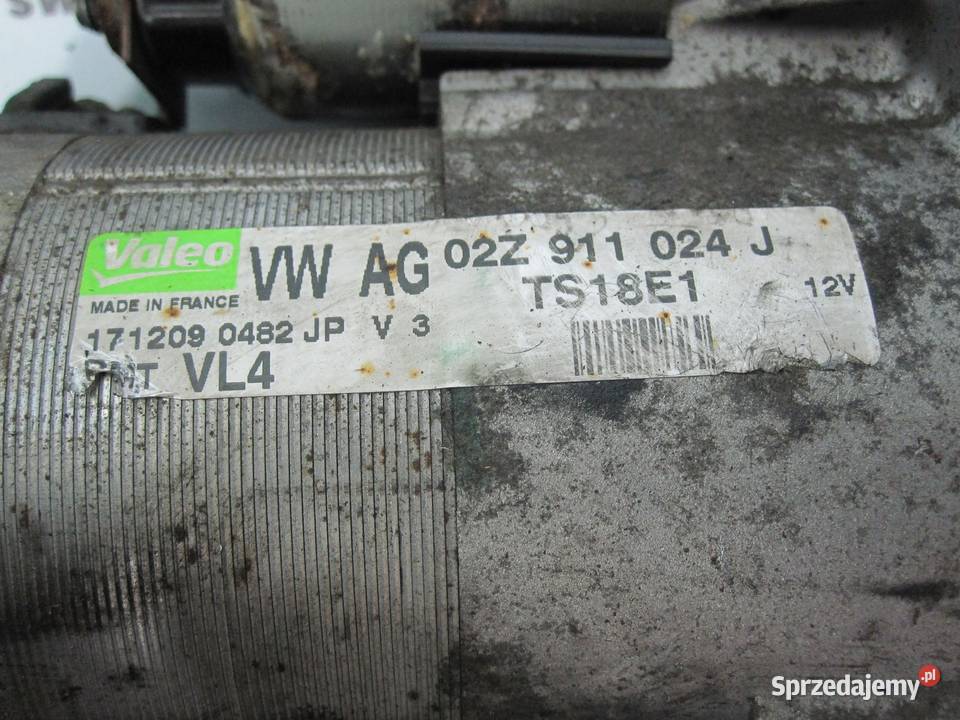 Valeo VW AG 02Z 911 024 J
MADE IN FRANCE TS18E1 12V
171209 0482 JP V 3
VL4
Sprzedajemy.pl